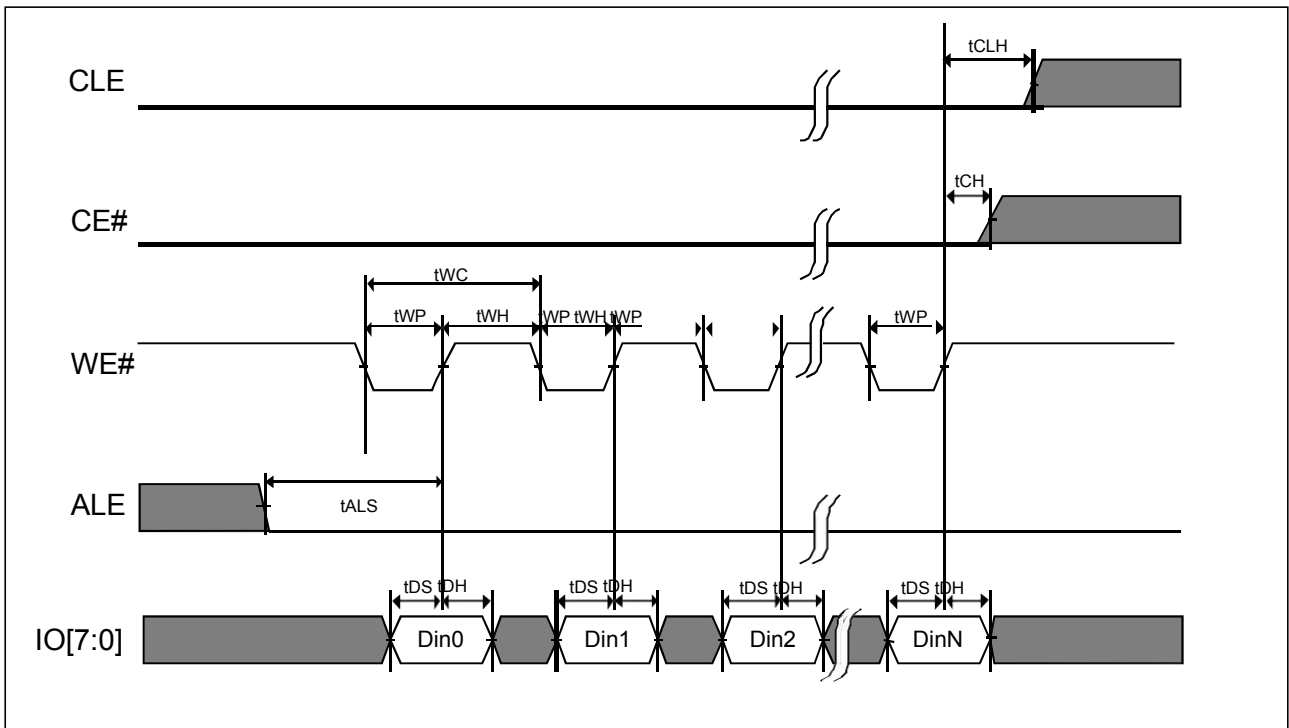 tCLH
CLE
tCH
CE#
tWC
tWP tWH tWP tWH tWP tWP
WE#
ALE
tALS
tDS tDH tDS tDH tDS tDH tDS tDH
IO[7:0] Din0 Din1 Din2 DinN